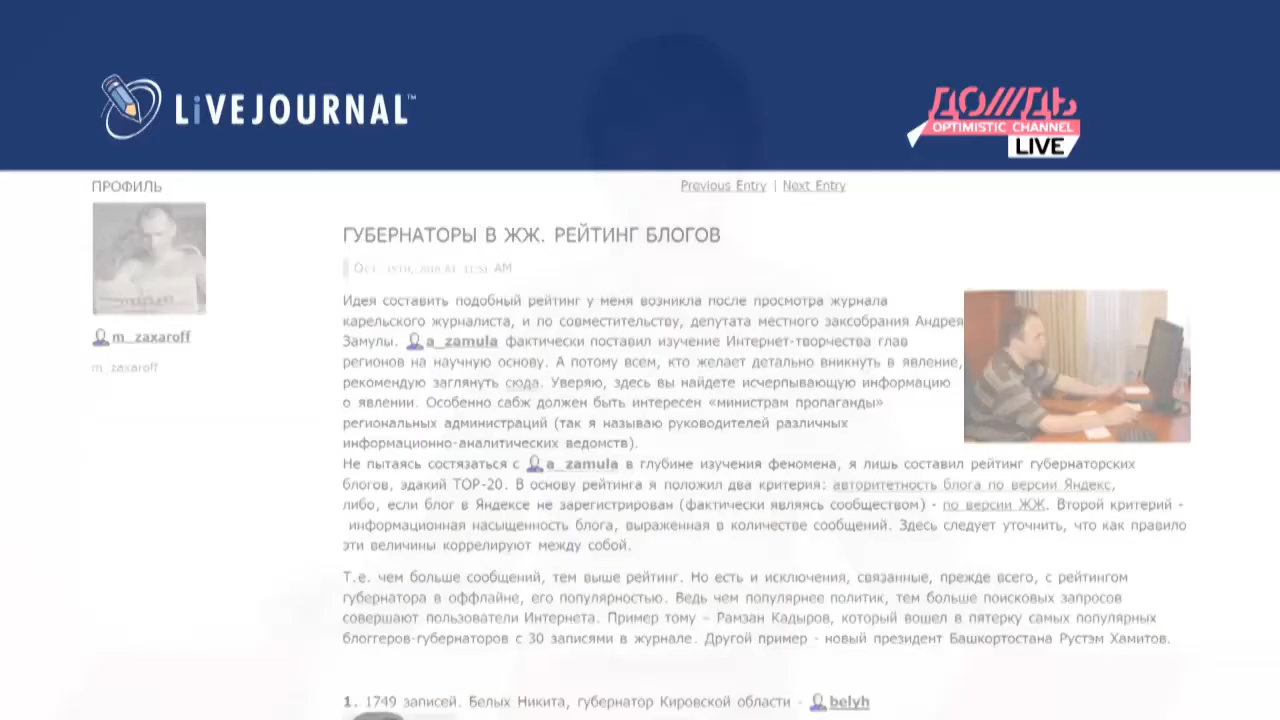 LiVEJOURNAL™
ДОЖДЬ
OPTIMISTIC CHANNEL
LIVE
ПРОФИЛЬ
Previous Entry | Next Entry
ГУБЕРНАТОРЫ В ЖЖ. РЕЙТИНГ БЛОГОВ
AM
Идея составить подобный рейтинг у меня возникла после просмотра журнала
карельского журналиста, и по совместительству, депутата местного заксобрания Андрея
Замулы. a_zamula фактически поставил изучение Интернет-творчества глав
регионов на научную основу. А потому всем, кто желает детально вникнуть в явление,
рекомендую заглянуть сюда. Уверяю, здесь вы найдете исчерпывающую информацию
о явлении. Особенно сабж должен быть интересен «министрам пропаганды»
региональных администраций (так я называю руководителей различных
информационно-аналитических ведомств).
m_zaxaroff
m_zaxaroff
Не пытаясь состязаться с a_zamula в глубине изучения феномена, я лишь составил рейтинг губернаторских
блогов, эдакий TOP-20. В основу рейтинга я положил два критерия: авторитетность блога по версии Яндекс,
либо, если блог в Яндексе не зарегистрирован (фактически являясь сообществом) - по версии ЖЖ. Второй критерий -
информационная насыщенность блога, выраженная в количестве сообщений. Здесь следует уточнить, что как правило
эти величины коррелируют между собой.
Т.е. чем больше сообщений, тем выше рейтинг. Но есть и исключения, связанные, прежде всего, с рейтингом
губернатора в оффлайне, его популярностью. Ведь чем популярнее политик, тем больше поисковых запросов
совершают пользователи Интернета. Пример тому – Рамзан Кадыров, который вошел в пятерку самых популярных
блоггеров-губернаторов с 30 записями в журнале. Другой пример - новый президент Башкортостана Рустэм Хамитов.
1. 1749 записей. Белых Никита, губернатор Кировской области - belyh